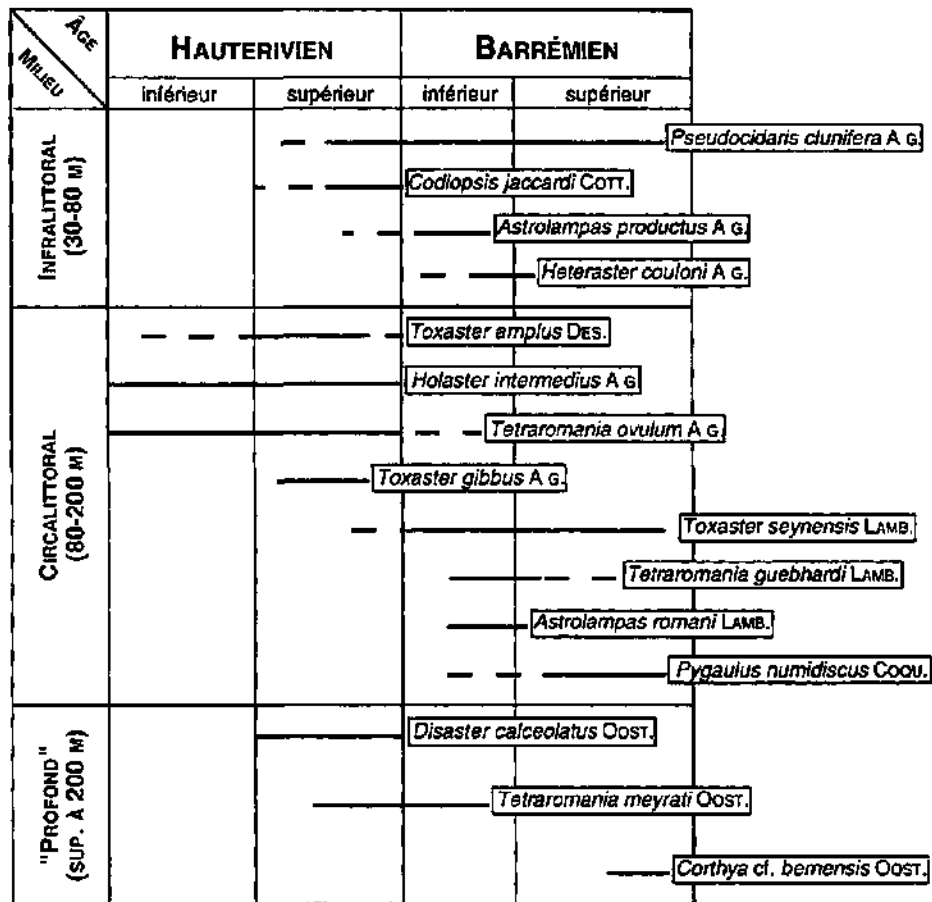 ÂGE
MILIEU
HAUTERIVIEN
BARRÉMIEN
inférieur
supérieur
inférieur
supérieur
INFRALITTORAL
(30-80 M)
Pseudocidaris clunifera A G.
Codiopsis jaccardi COTT.
Astrolampas productus A G.
Heteraster couloni A G.
CIRCALITTORAL
(80-200 M)
Toxaster amplus DES.
Holaster intermedius A G
Tetraromania ovulum A G.
Toxaster gibbus A G.
Toxaster seynensis LAMB.
Tetraromania guebhardi LAMB.
Astrolampas romani LAMB.
Pygaulus numidiscus COQU.
"PROFOND"
(SUP. À 200 M)
Disaster calceolatus OOST.
Tetraromania meyrati OOST.
Corthya cf. bernensis OOST.